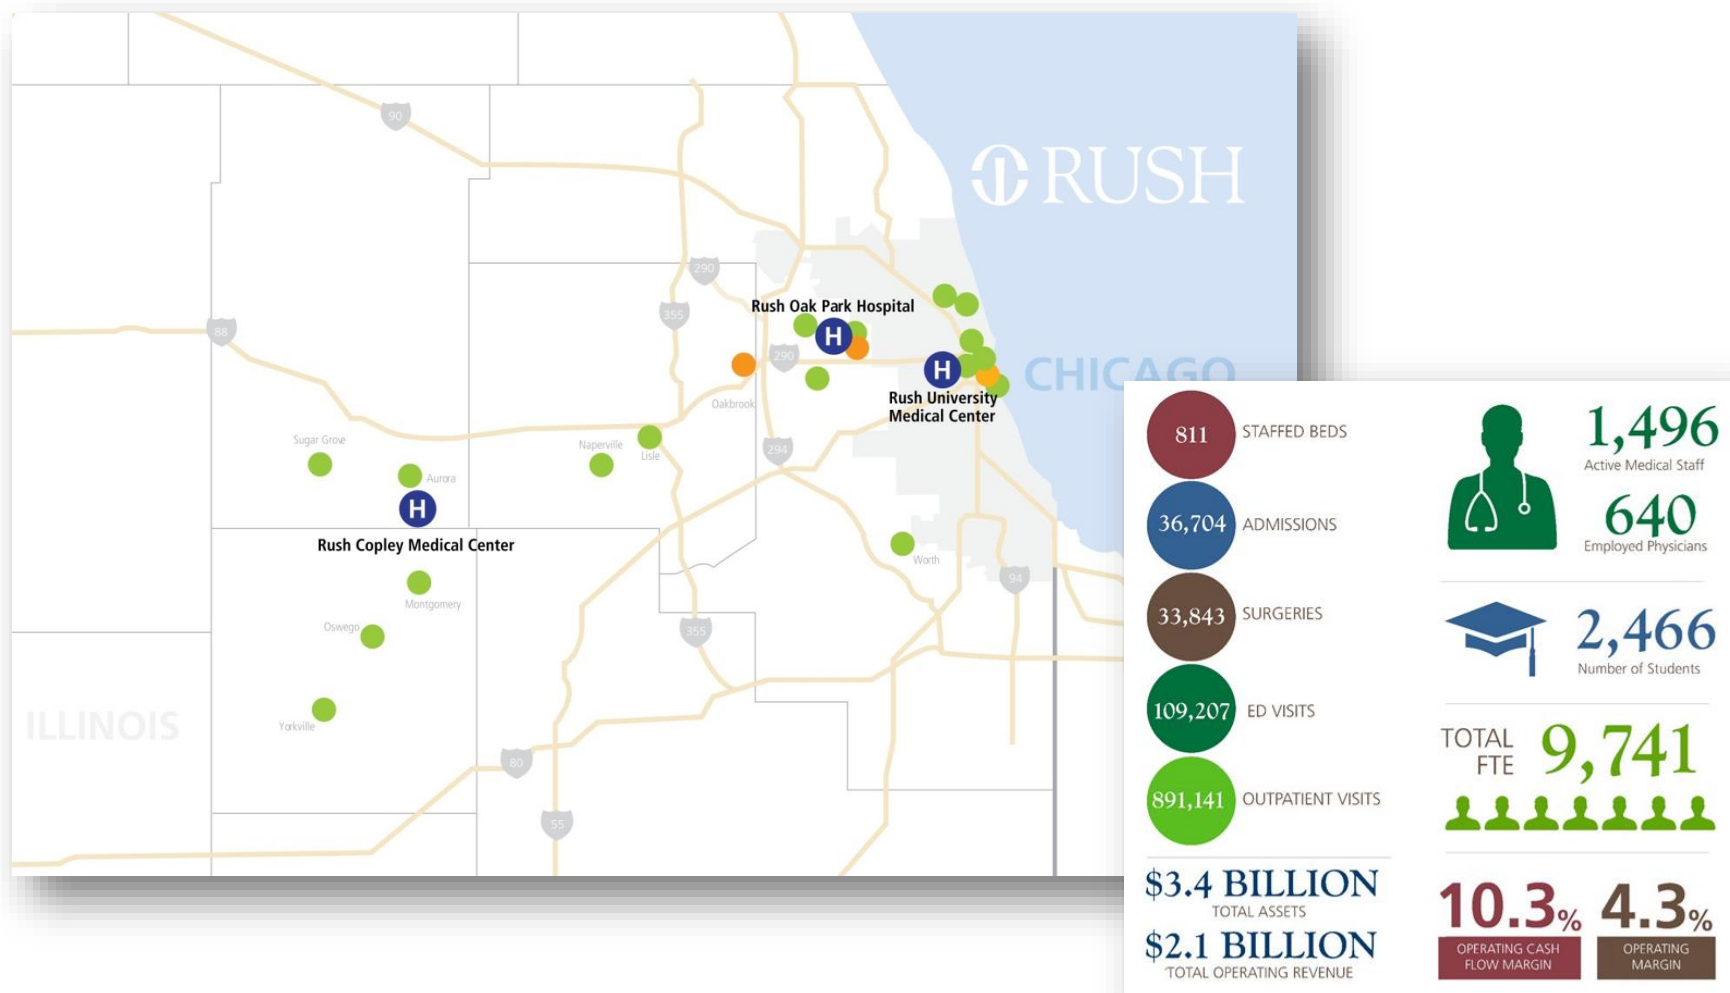 90
RUSH
290
355
88
Rush Oak Park Hospital
H
290
H
CHICAGO
Oakbrook
Rush University
Medical Center
Sugar Grove
Naperville
Lisle
294
Aurora
H
Rush Copley Medical Center
Worth
94
Montgomery
Oswego
355
Yorkville
ILLINOIS
80
55
811 STAFFED BEDS
36,704 ADMISSIONS
33,843 SURGERIES
109,207 ED VISITS
891,141 OUTPATIENT VISITS
$3.4 BILLION
TOTAL ASSETS
$2.1 BILLION
TOTAL OPERATING REVENUE
1,496
Active Medical Staff
640
Employed Physicians
2,466
Number of Students
TOTAL
FTE
9,741
10.3%
OPERATING CASH
FLOW MARGIN
4.3%
OPERATING
MARGIN